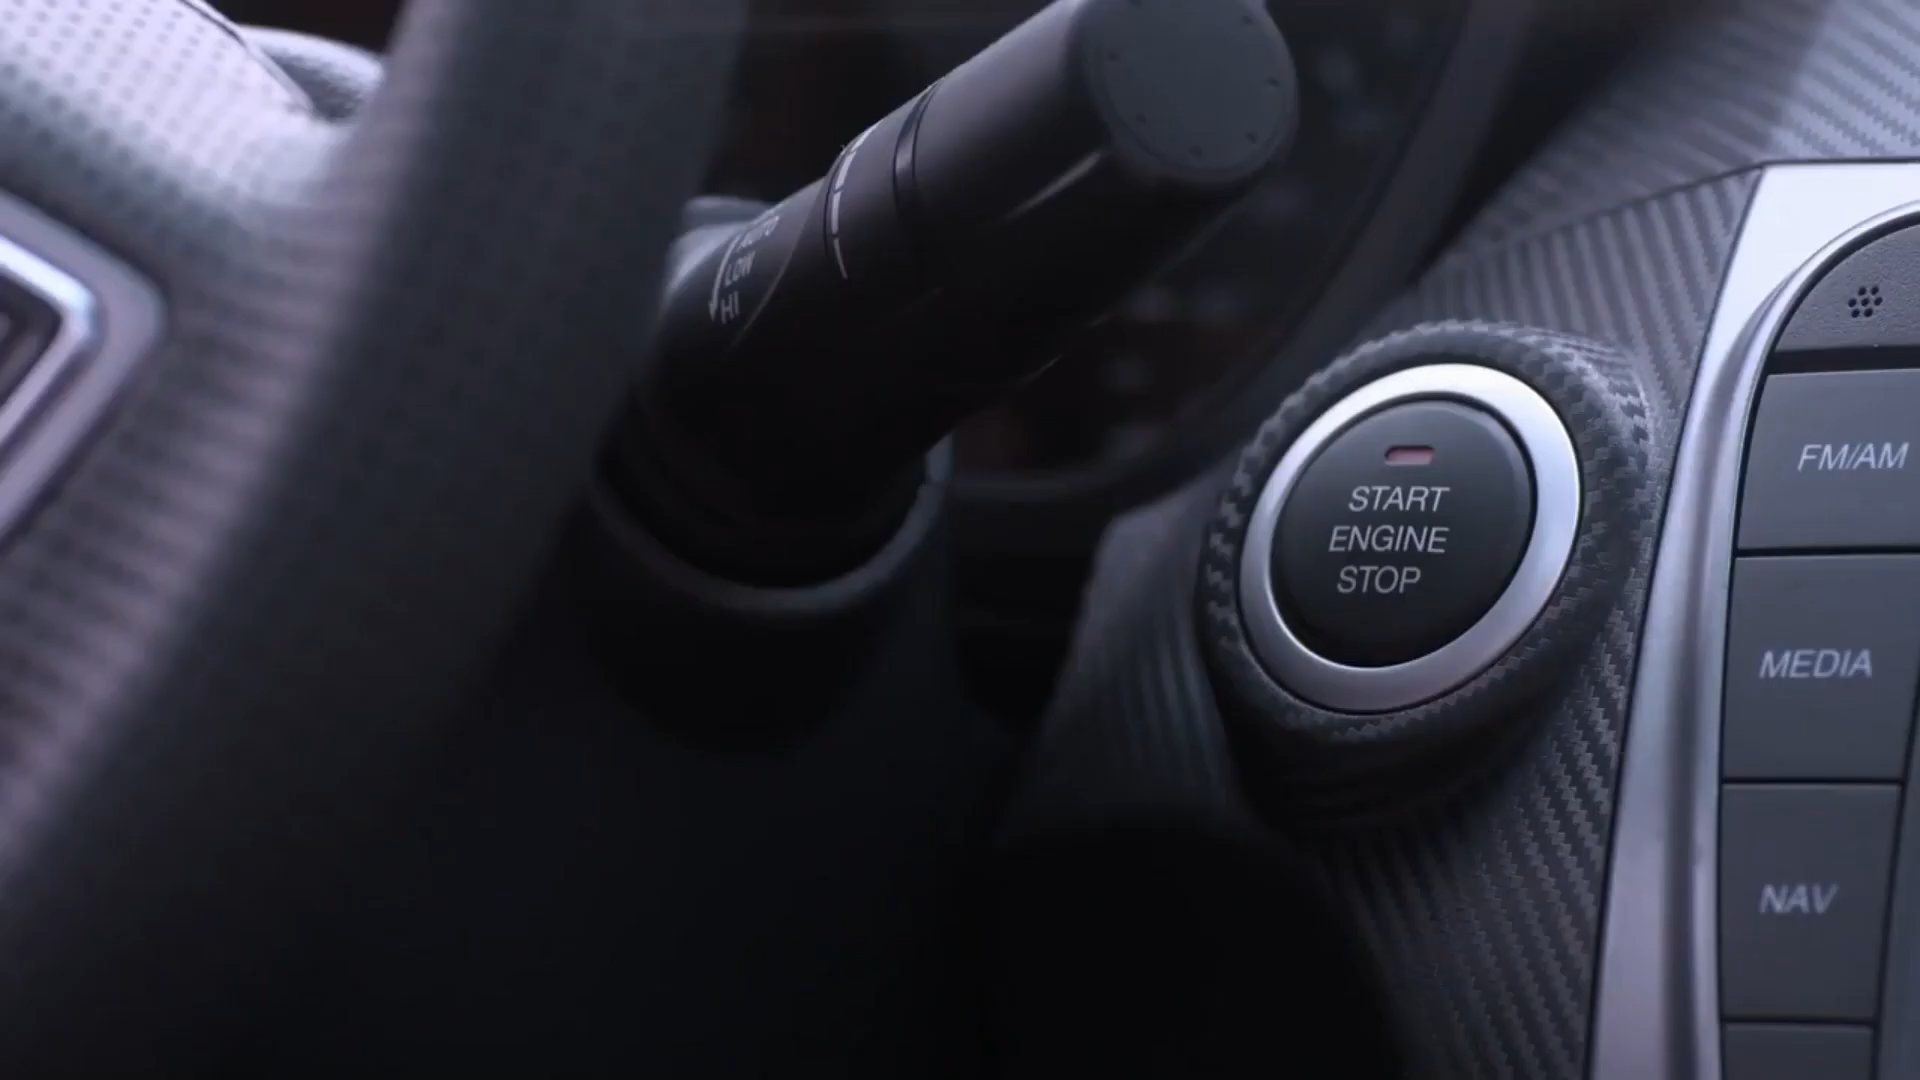 AUTO
LOW
HI
START
ENGINE
STOP
FM/AM
MEDIA
NAV